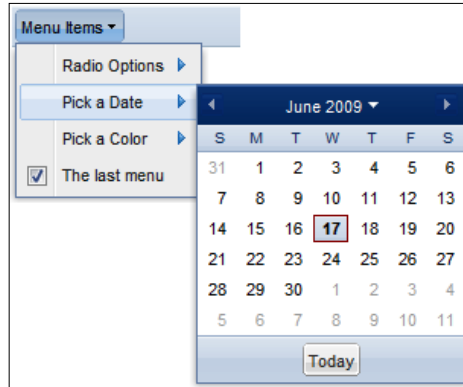 Menu Items
Radio Options
Pick a Date
Pick a Color
The last menu
June 2009
S M T W T F S
31 1 2 3 4 5 6
7 8 9 10 11 12 13
14 15 16 17 18 19 20
21 22 23 24 25 26 27
28 29 30 1 2 3 4
5 6 7 8 9 10 11
Today